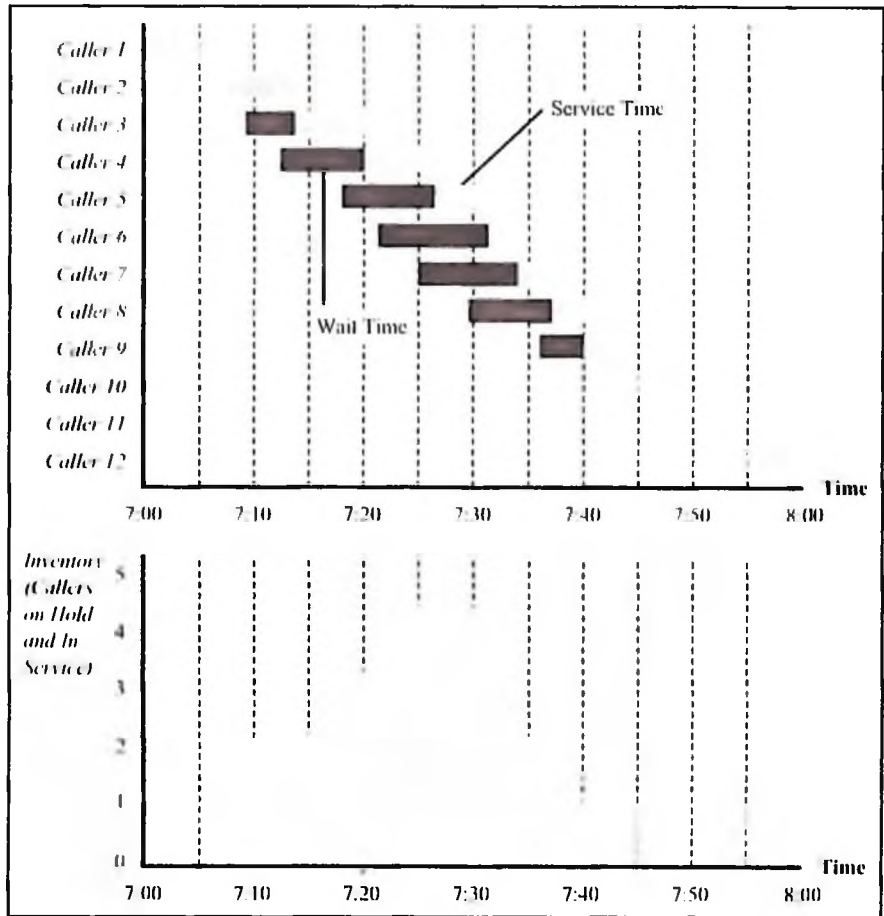 Caller 1
Caller 2
Caller 3
Service Time
Caller 4
Caller 5
Caller 6
Caller 7
Caller 8
Wait Time
Caller 9
Caller 10
Caller 11
Caller 12
Time
7:00 7:10 7:20 7:30 7:40 7:50 8:00
Inventory
(Callers
on Hold
and In
Service)
5
4
3
2
1
0
Time
7:00 7:10 7:20 7:30 7:40 7:50 8:00